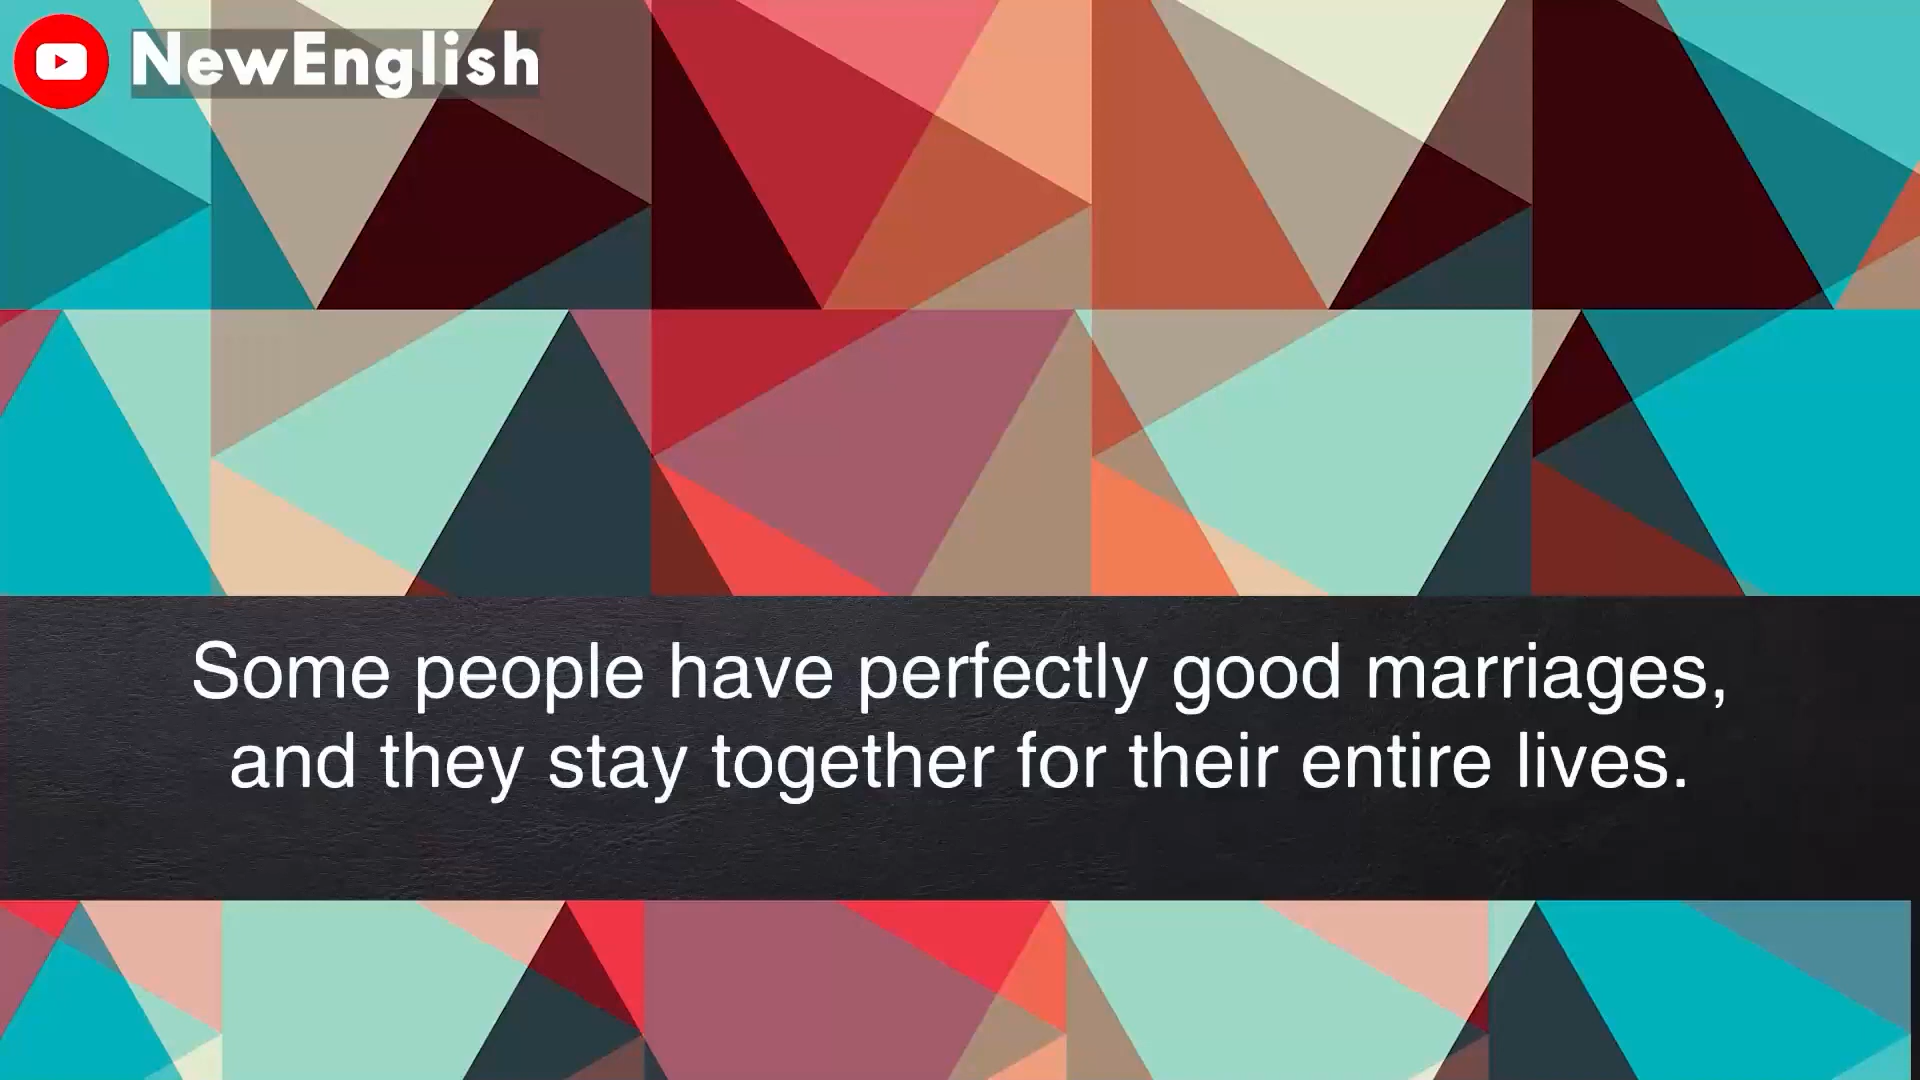 NewEnglish
Some people have perfectly good marriages,
and they stay together for their entire lives.